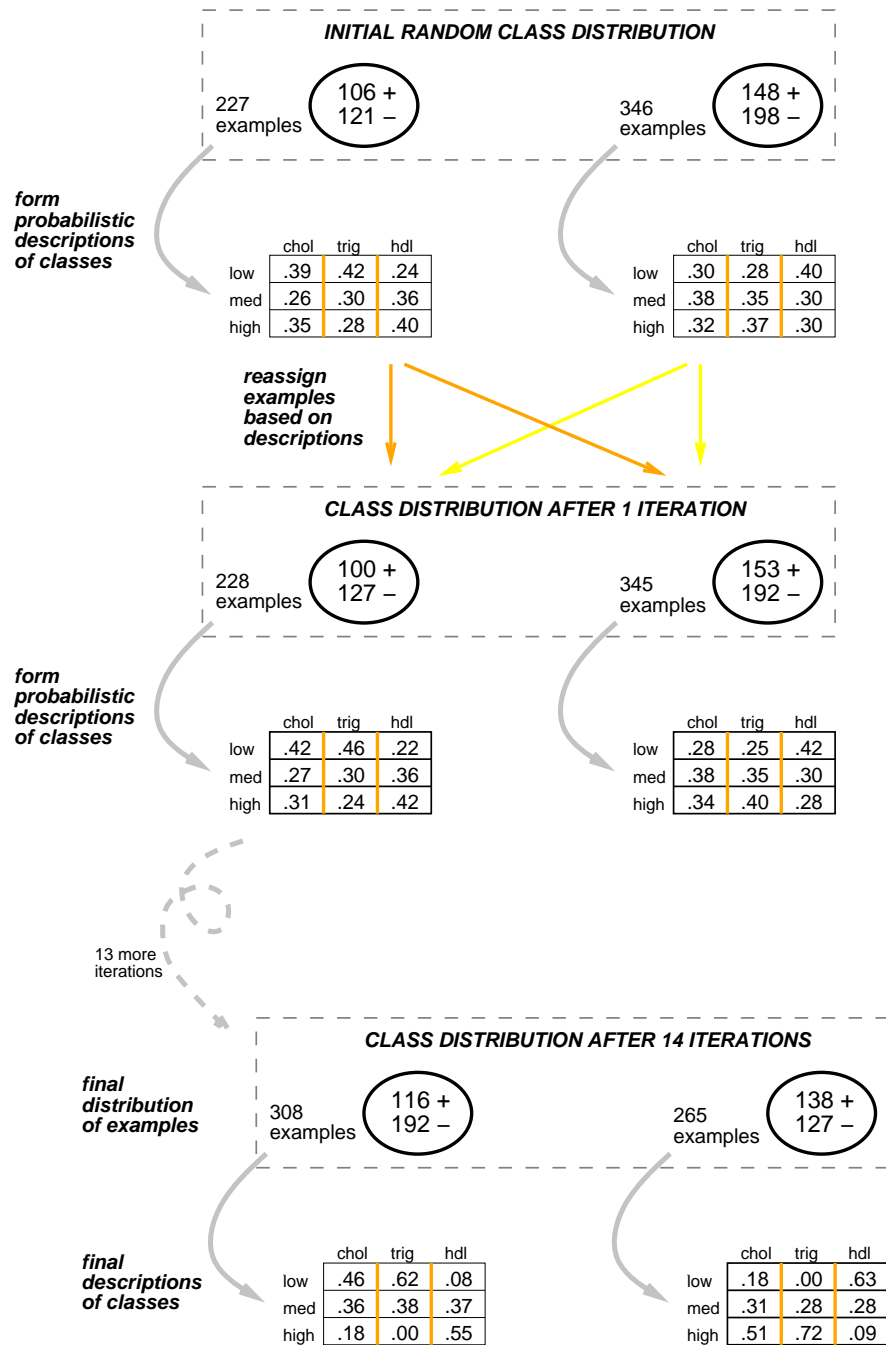 INITIAL RANDOM CLASS DISTRIBUTION
227
examples
106 +
121 –
346
examples
148 +
198 –
form
probabilistic
descriptions
of classes
chol trig hdl
low .39 .42 .24
med .26 .30 .36
high .35 .28 .40
chol trig hdl
low .30 .28 .40
med .38 .35 .30
high .32 .37 .30
reassign
examples
based on
descriptions
CLASS DISTRIBUTION AFTER 1 ITERATION
228
examples
100 +
127 –
345
examples
153 +
192 –
form
probabilistic
descriptions
of classes
chol trig hdl
low .42 .46 .22
med .27 .30 .36
high .31 .24 .42
chol trig hdl
low .28 .25 .42
med .38 .35 .30
high .34 .40 .28
13 more
iterations
CLASS DISTRIBUTION AFTER 14 ITERATIONS
final
distribution
of examples
308
examples
116 +
192 –
265
examples
138 +
127 –
final
descriptions
of classes
chol trig hdl
low .46 .62 .08
med .36 .38 .37
high .18 .00 .55
chol trig hdl
low .18 .00 .63
med .31 .28 .28
high .51 .72 .09